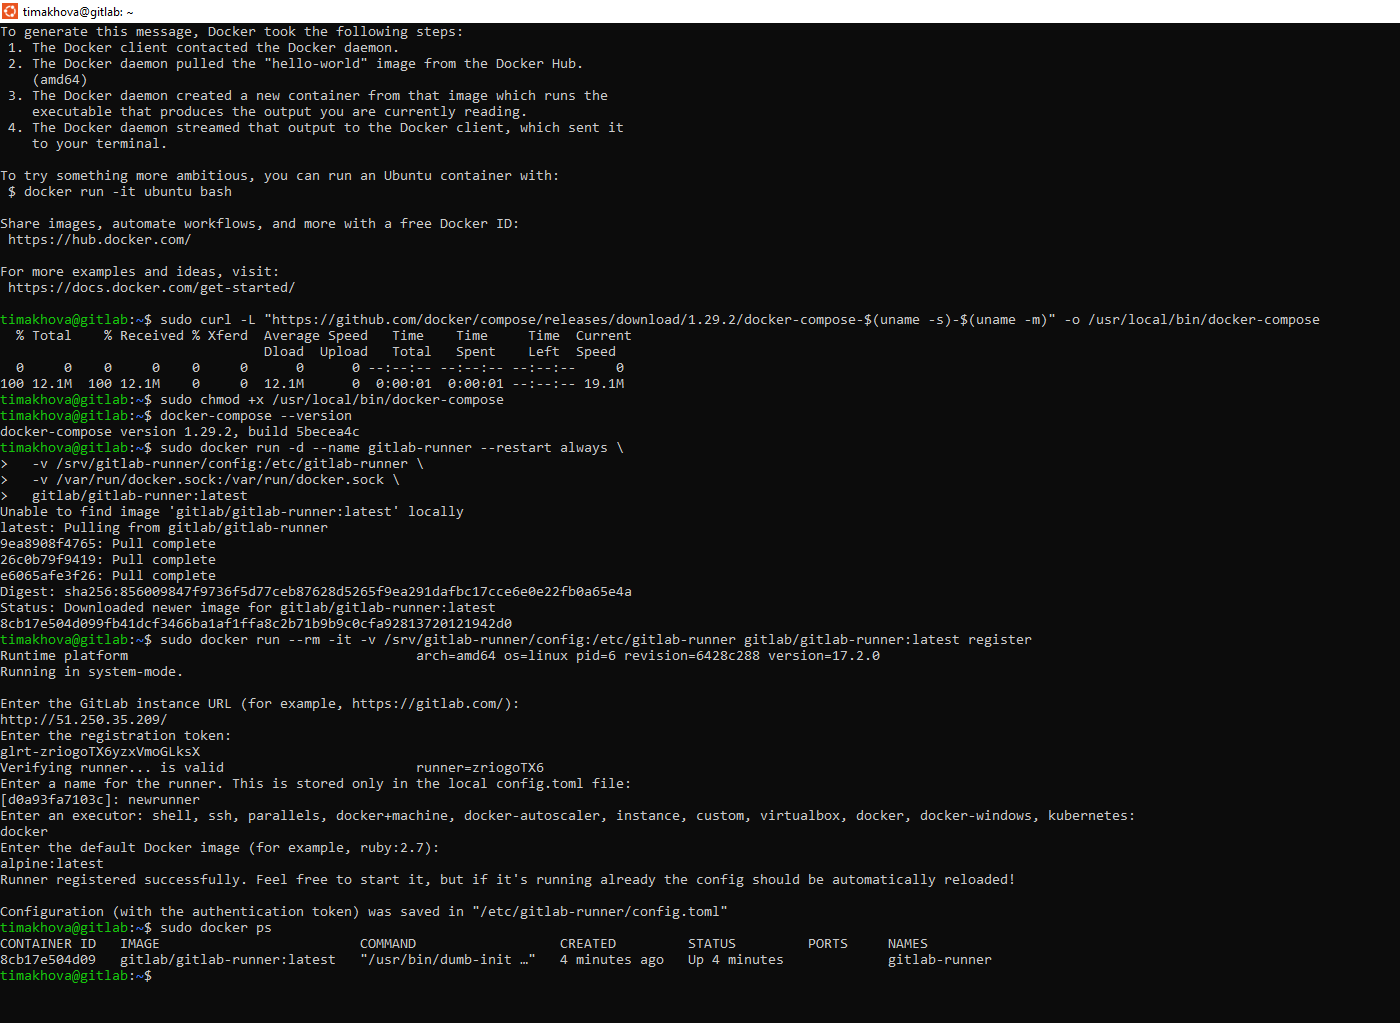 timakhova@gitlab: ~
To generate this message, Docker took the following steps:
 1. The Docker client contacted the Docker daemon.
 2. The Docker daemon pulled the "hello-world" image from the Docker Hub.
    (amd64)
 3. The Docker daemon created a new container from that image which runs the
    executable that produces the output you are currently reading.
 4. The Docker daemon streamed that output to the Docker client, which sent it
    to your terminal.
To try something more ambitious, you can run an Ubuntu container with:
 $ docker run -it ubuntu bash
Share images, automate workflows, and more with a free Docker ID:
 https://hub.docker.com/
For more examples and ideas, visit:
 https://docs.docker.com/get-started/
timakhova@gitlab:~$ sudo curl -L "https://github.com/docker/compose/releases/download/1.29.2/docker-compose-$(uname -s)-$(uname -m)" -o /usr/local/bin/docker-compose
  % Total    % Received % Xferd  Average Speed   Time    Time     Time  Current
                                 Dload  Upload   Total   Spent    Left  Speed
  0     0    0     0    0     0      0      0 --:--:-- --:--:-- --:--:--     0
100 12.1M  100 12.1M    0     0  12.1M      0  0:00:01  0:00:01 --:--:-- 19.1M
timakhova@gitlab:~$ sudo chmod +x /usr/local/bin/docker-compose
timakhova@gitlab:~$ docker-compose --version
docker-compose version 1.29.2, build 5becea4c
timakhova@gitlab:~$ sudo docker run -d --name gitlab-runner --restart always \
>   -v /srv/gitlab-runner/config:/etc/gitlab-runner \
>   -v /var/run/docker.sock:/var/run/docker.sock \
>   gitlab/gitlab-runner:latest
Unable to find image 'gitlab/gitlab-runner:latest' locally
latest: Pulling from gitlab/gitlab-runner
9ea8908f4765: Pull complete
26c0b79f9419: Pull complete
e6065afe3f26: Pull complete
Digest: sha256:856009847f9736f5d77ceb87628d5265f9ea291dafbc17cce6e0e22fb0a65e4a
Status: Downloaded newer image for gitlab/gitlab-runner:latest
8cb17e504d099fb41dcf3466ba1af1ffa8c2b71b9b9c0cfa92813720121942d0
timakhova@gitlab:~$ sudo docker run --rm -it -v /srv/gitlab-runner/config:/etc/gitlab-runner gitlab/gitlab-runner:latest register
Runtime platform                                    arch=amd64 os=linux pid=6 revision=6428c288 version=17.2.0
Running in system-mode.
Enter the GitLab instance URL (for example, https://gitlab.com/):
http://51.250.35.209/
Enter the registration token:
glrt-zriogoTX6yzxVmoGLksX
Verifying runner... is valid                        runner=zriogoTX6
Enter a name for the runner. This is stored only in the local config.toml file:
[d0a93fa7103c]: newrunner
Enter an executor: shell, ssh, parallels, docker+machine, docker-autoscaler, instance, custom, virtualbox, docker, docker-windows, kubernetes:
docker
Enter the default Docker image (for example, ruby:2.7):
alpine:latest
Runner registered successfully. Feel free to start it, but if it's running already the config should be automatically reloaded!
Configuration (with the authentication token) was saved in "/etc/gitlab-runner/config.toml"
timakhova@gitlab:~$ sudo docker ps
CONTAINER ID   IMAGE                         COMMAND                  CREATED         STATUS         PORTS     NAMES
8cb17e504d09   gitlab/gitlab-runner:latest   "/usr/bin/dumb-init …"   4 minutes ago   Up 4 minutes             gitlab-runner
timakhova@gitlab:~$